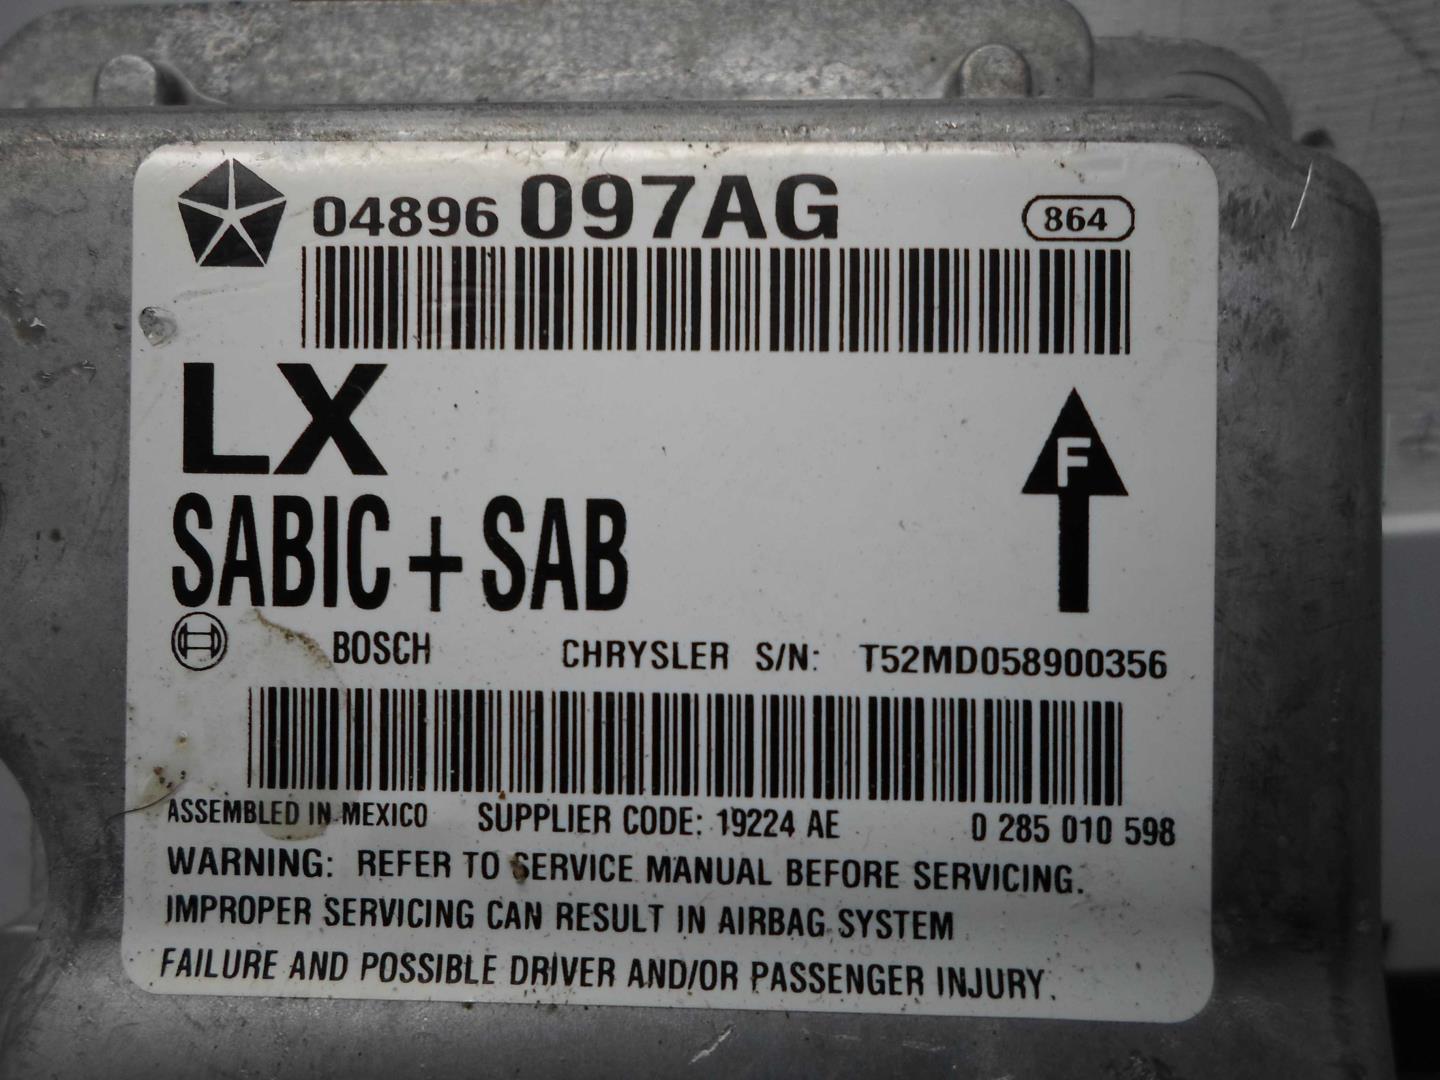 04896 097AG 864
LX
F
SABIC + SAB
BOSCH CHRYSLER S/N: T52MD058900356
ASSEMBLED IN MEXICO SUPPLIER CODE: 19224 AE 0 285 010 598
WARNING: REFER TO SERVICE MANUAL BEFORE SERVICING.
IMPROPER SERVICING CAN RESULT IN AIRBAG SYSTEM
FAILURE AND POSSIBLE DRIVER AND/OR PASSENGER INJURY.